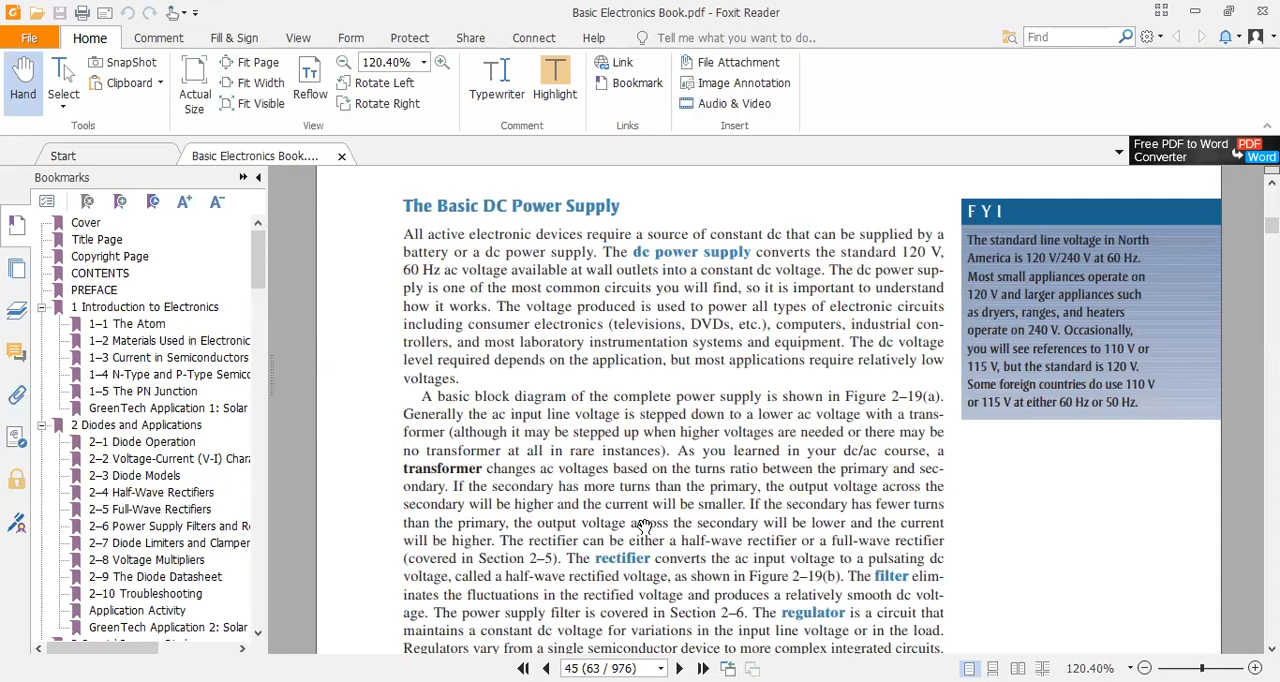 Basic Electronics Book.pdf - Foxit Reader
File Home Comment Fill & Sign View Form Protect Share Connect Help Tell me what you want to do.. Find
Hand
Select
SnapShot
Clipboard
Tools
Actual Size
Fit Page
Fit Width
Fit Visible
Reflow
120.40%
Rotate Left
Rotate Right
View
Typewriter
Highlight
Comment
Link
Bookmark
Links
File Attachment
Image Annotation
Audio & Video
Insert
Start
Basic Electronics Book....
Free PDF to Word
Converter
PDF
Word
Bookmarks
Cover
Title Page
Copyright Page
CONTENTS
PREFACE
1 Introduction to Electronics
1–1 The Atom
1–2 Materials Used in Electronic
1–3 Current in Semiconductors
1–4 N-Type and P-Type Semico
1–5 The PN Junction
GreenTech Application 1: Solar
2 Diodes and Applications
2–1 Diode Operation
2–2 Voltage-Current (V-I) Chara
2–3 Diode Models
2–4 Half-Wave Rectifiers
2–5 Full-Wave Rectifiers
2–6 Power Supply Filters and Re
2–7 Diode Limiters and Clamper
2–8 Voltage Multipliers
2–9 The Diode Datasheet
2–10 Troubleshooting
Application Activity
GreenTech Application 2: Solar
The Basic DC Power Supply
All active electronic devices require a source of constant dc that can be supplied by a
battery or a dc power supply. The dc power supply converts the standard 120 V,
60 Hz ac voltage available at wall outlets into a constant dc voltage. The dc power sup-
ply is one of the most common circuits you will find, so it is important to understand
how it works. The voltage produced is used to power all types of electronic circuits
including consumer electronics (televisions, DVDs, etc.), computers, industrial con-
trollers, and most laboratory instrumentation systems and equipment. The dc voltage
level required depends on the application, but most applications require relatively low
voltages.
A basic block diagram of the complete power supply is shown in Figure 2–19(a).
Generally the ac input line voltage is stepped down to a lower ac voltage with a trans-
former (although it may be stepped up when higher voltages are needed or there may be
no transformer at all in rare instances). As you learned in your dc/ac course, a
transformer changes ac voltages based on the turns ratio between the primary and sec-
ondary. If the secondary has more turns than the primary, the output voltage across the
secondary will be higher and the current will be smaller. If the secondary has fewer turns
than the primary, the output voltage across the secondary will be lower and the current
will be higher. The rectifier can be either a half-wave rectifier or a full-wave rectifier
(covered in Section 2–5). The rectifier converts the ac input voltage to a pulsating dc
voltage, called a half-wave rectified voltage, as shown in Figure 2–19(b). The filter elim-
inates the fluctuations in the rectified voltage and produces a relatively smooth dc volt-
age. The power supply filter is covered in Section 2–6. The regulator is a circuit that
maintains a constant dc voltage for variations in the input line voltage or in the load.
Regulators vary from a single semiconductor device to more complex integrated circuits.
F Y I
The standard line voltage in North
America is 120 V/240 V at 60 Hz.
Most small appliances operate on
120 V and larger appliances such
as dryers, ranges, and heaters
operate on 240 V. Occasionally,
you will see references to 110 V or
115 V, but the standard is 120 V.
Some foreign countries do use 110 V
or 115 V at either 60 Hz or 50 Hz.
45 (63 / 976)
120.40%